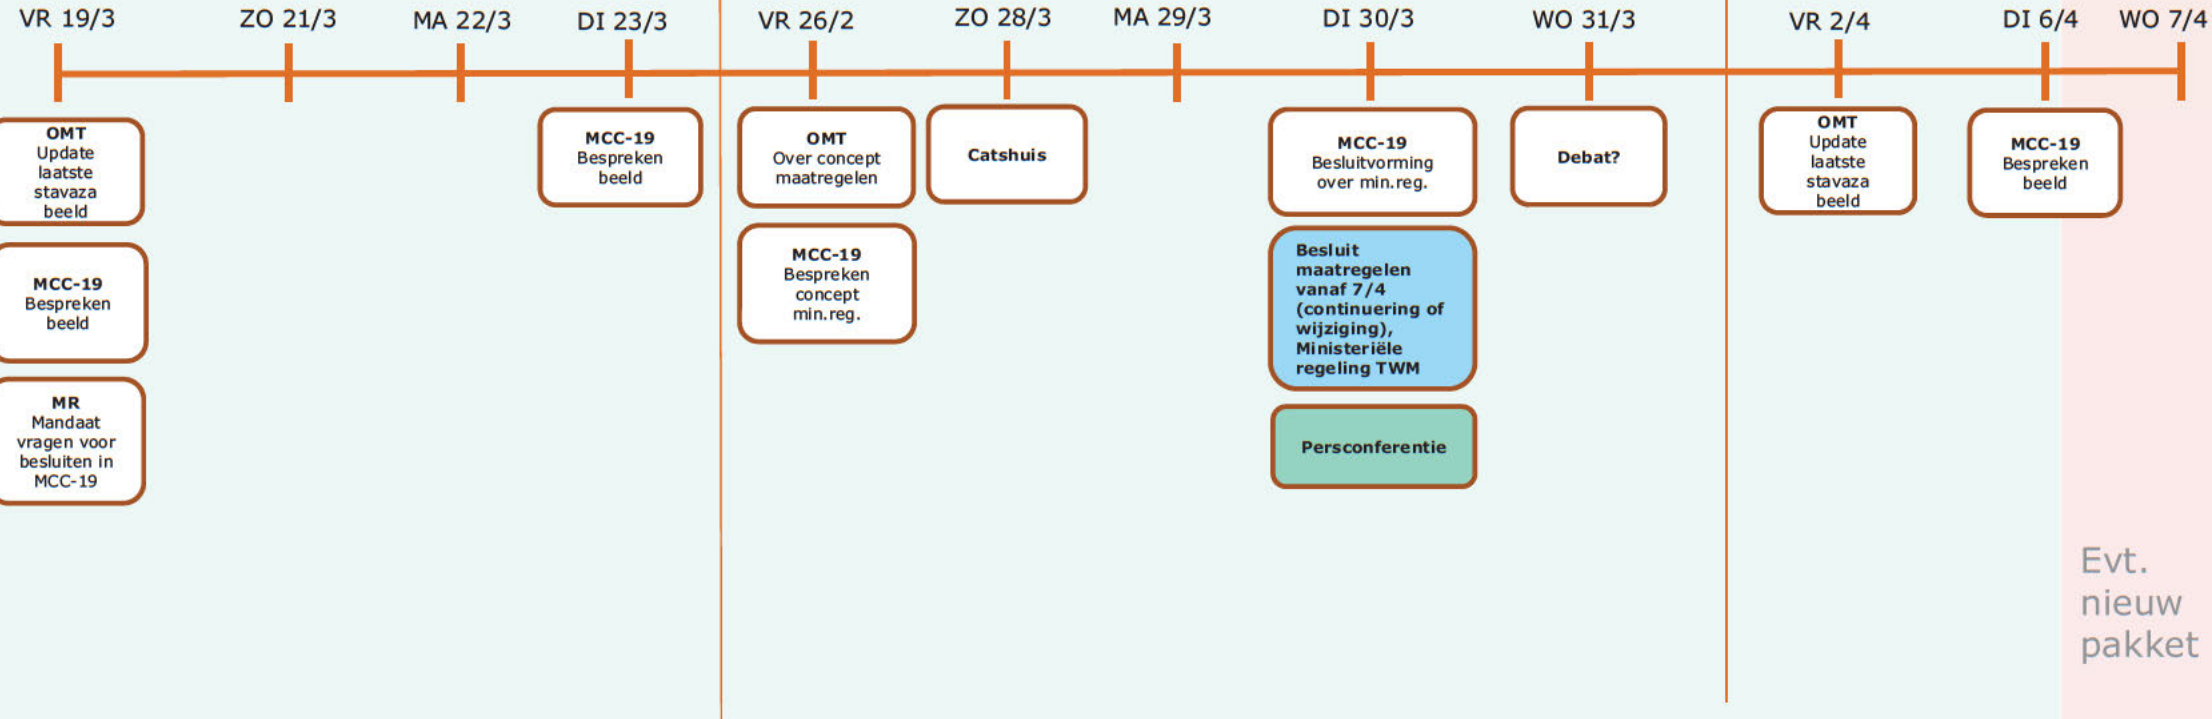 VR 19/3
ZO 21/3
MA 22/3
DI 23/3
VR 26/2
ZO 28/3
MA 29/3
DI 30/3
WO 31/3
VR 2/4
DI 6/4
WO 7/4
OMT
Update
laatste
stavaza
beeld
MCC-19
Bespreken
beeld
MR
Mandaat
vragen voor
besluiten in
MCC-19
MCC-19
Bespreken
beeld
OMT
Over concept
maatregelen
MCC-19
Bespreken
concept
min.reg.
Catshuis
MCC-19
Besluitvorming
over min.reg.
Besluit
maatregelen
vanaf 7/4
(continuering of
wijziging),
Ministeriële
regeling TWM
Persconferentie
Debat?
OMT
Update
laatste
stavaza
beeld
MCC-19
Bespreken
beeld
Evt.
nieuw
pakket